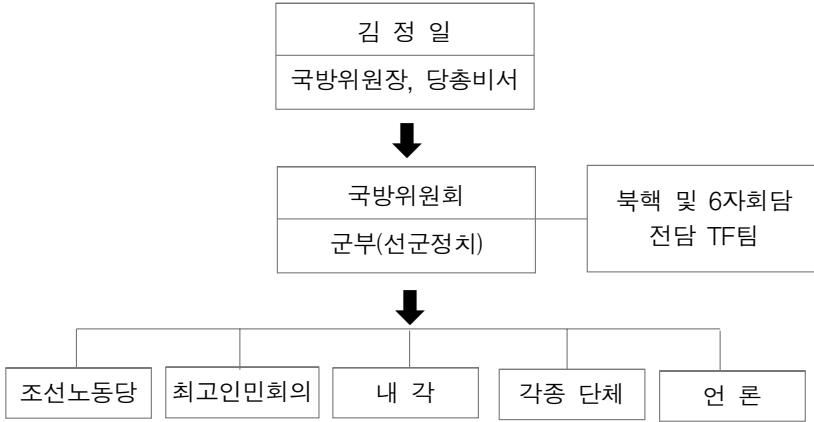 김 정 일
국방위원장, 당총비서
국방위원회
군부(선군정치)
북핵 및 6자회담
전담 TF팀
조선노동당
최고인민회의
내 각
각종 단체
언 론